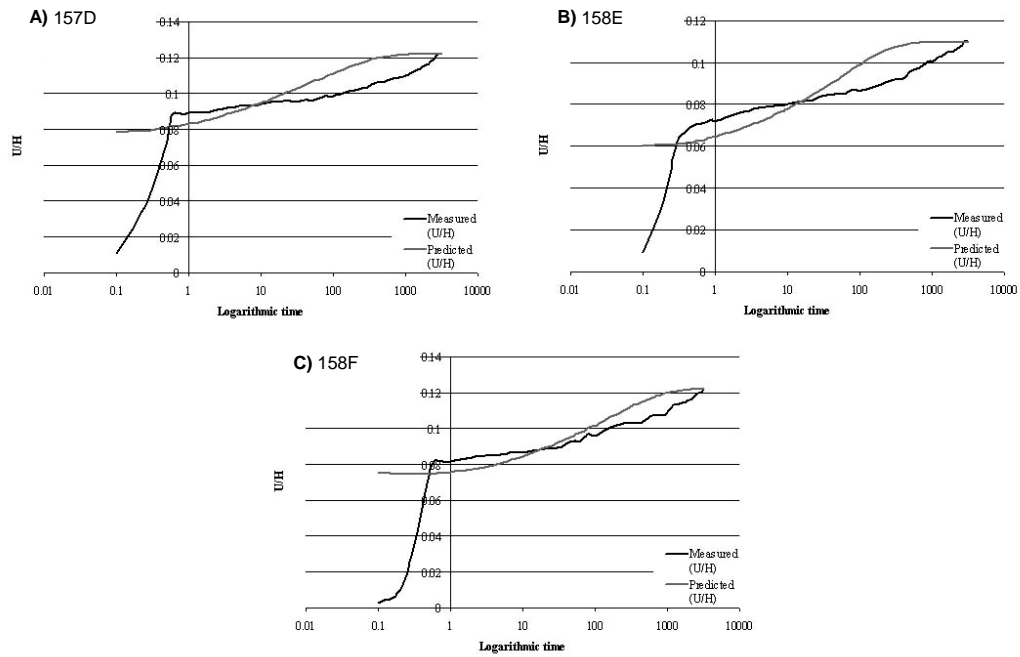 A) 157D
0.14
0.12
0.1
0.08
0.06
0.04
0.02
0
U/H
Measured
(U/H)
Predicted
(U/H)
0.01 0.1 1 10 100 1000 10000
Logarithmic time
B) 158E
0.12
0.1
0.08
0.06
0.04
0.02
0
U/H
Measured
(U/H)
Predicted
(U/H)
0.01 0.1 1 10 100 1000 10000
Logarithmic time
C) 158F
0.14
0.12
0.1
0.08
0.06
0.04
0.02
0
U/H
Measured
(U/H)
Predicted
(U/H)
0.01 0.1 1 10 100 1000 10000
Logarithmic time